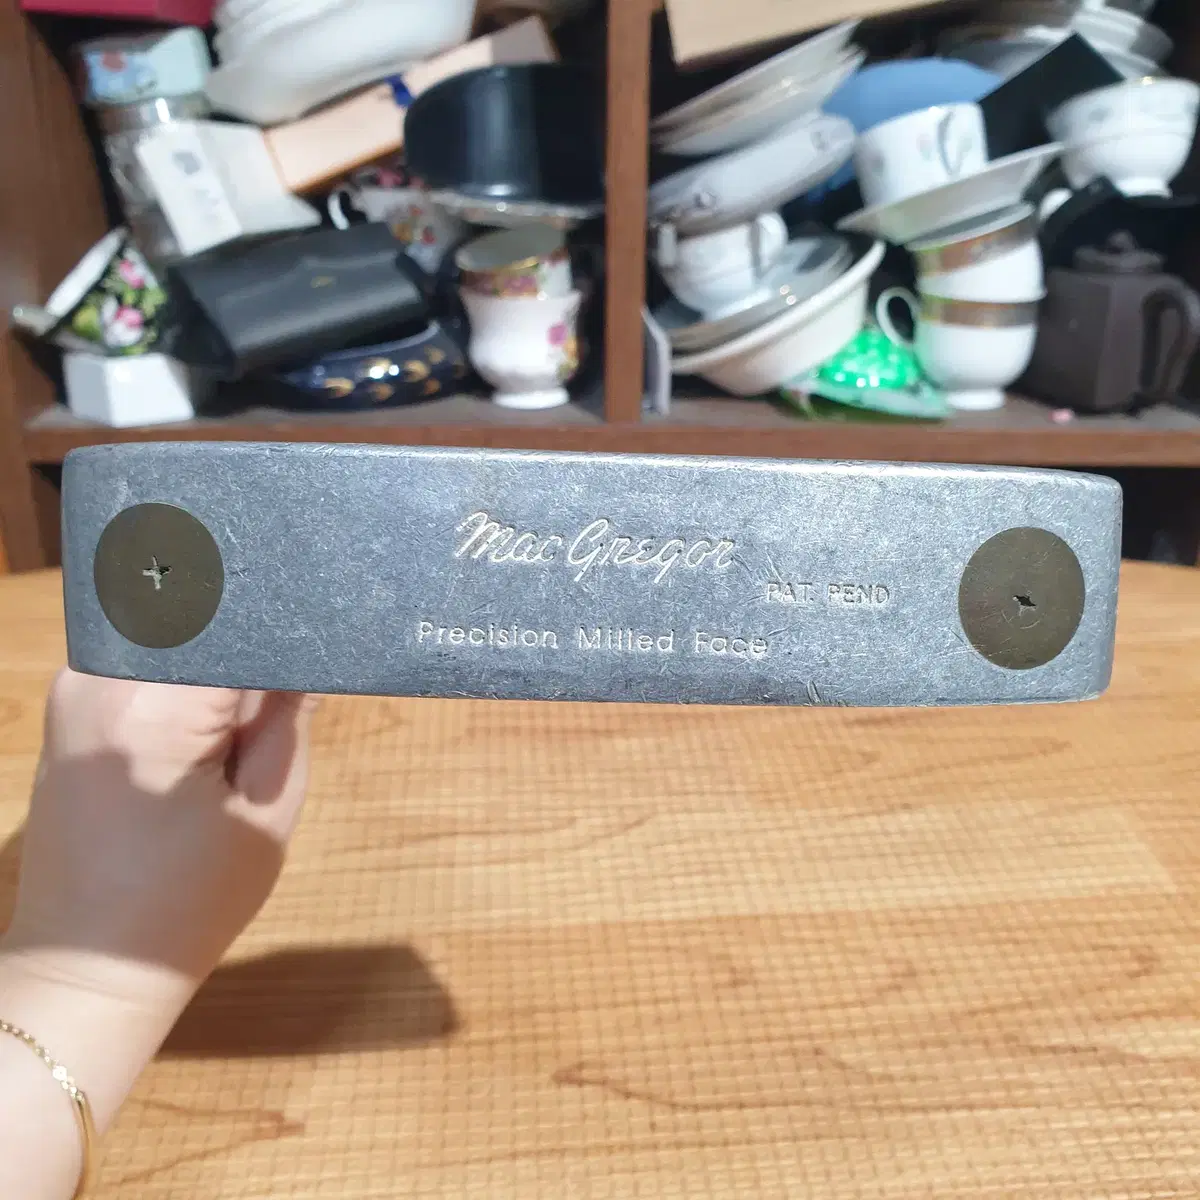 MacGregor
PAT. PEND
Precision Milled Face